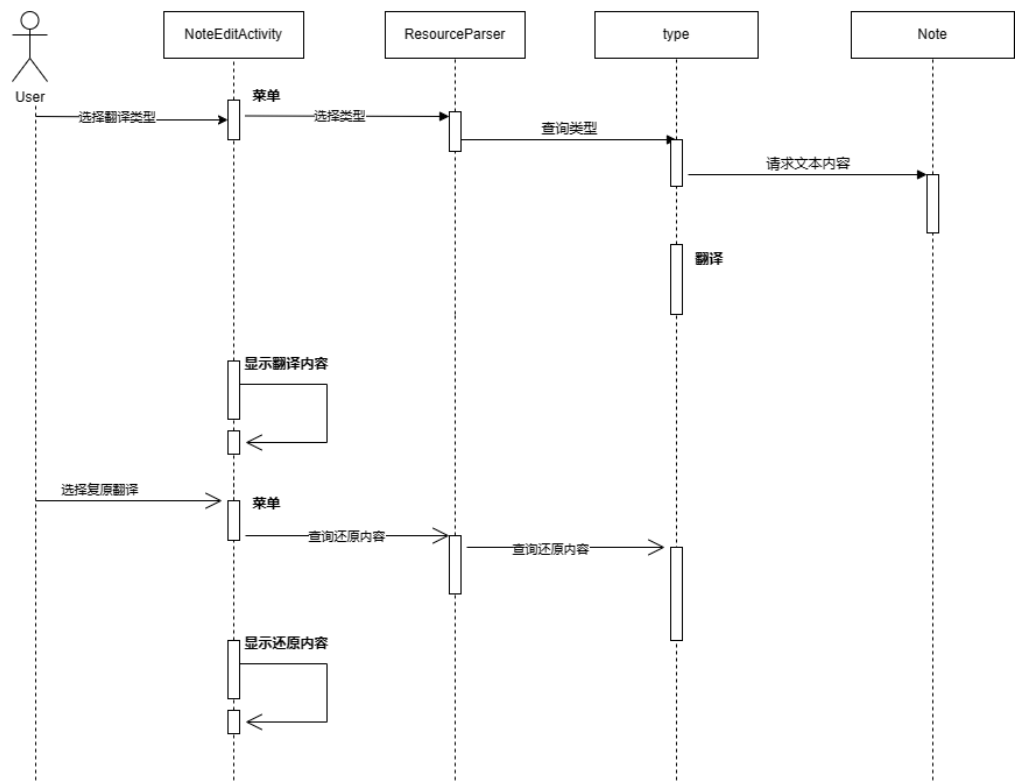 NoteEditActivity
ResourceParser
type
Note
User
菜单
选择翻译类型
选择类型
查询类型
请求文本内容
翻译
显示翻译内容
选择复原翻译
菜单
查询还原内容
查询还原内容
显示还原内容